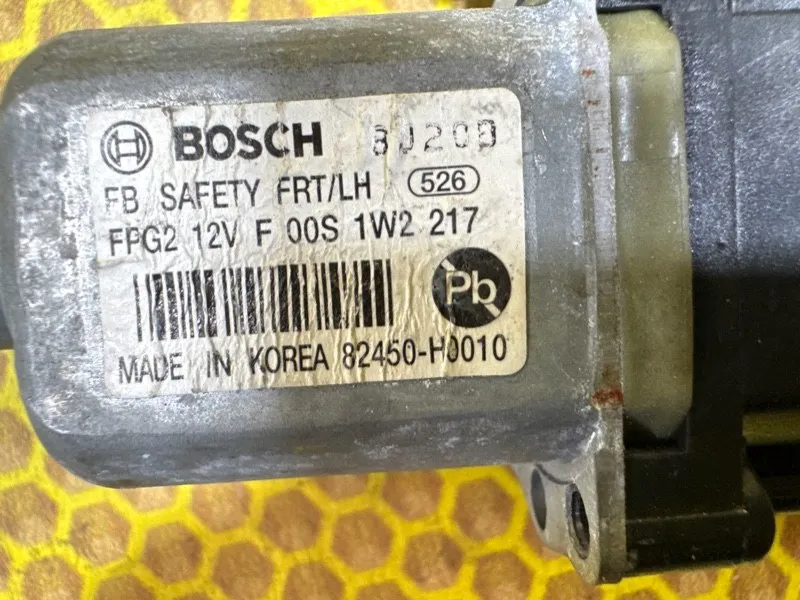 BOSCH 8J20B
FB SAFETY FRT/LH 526
FPG2 12V F 00S 1W2 217
Pb
MADE IN KOREA 82450-H0010